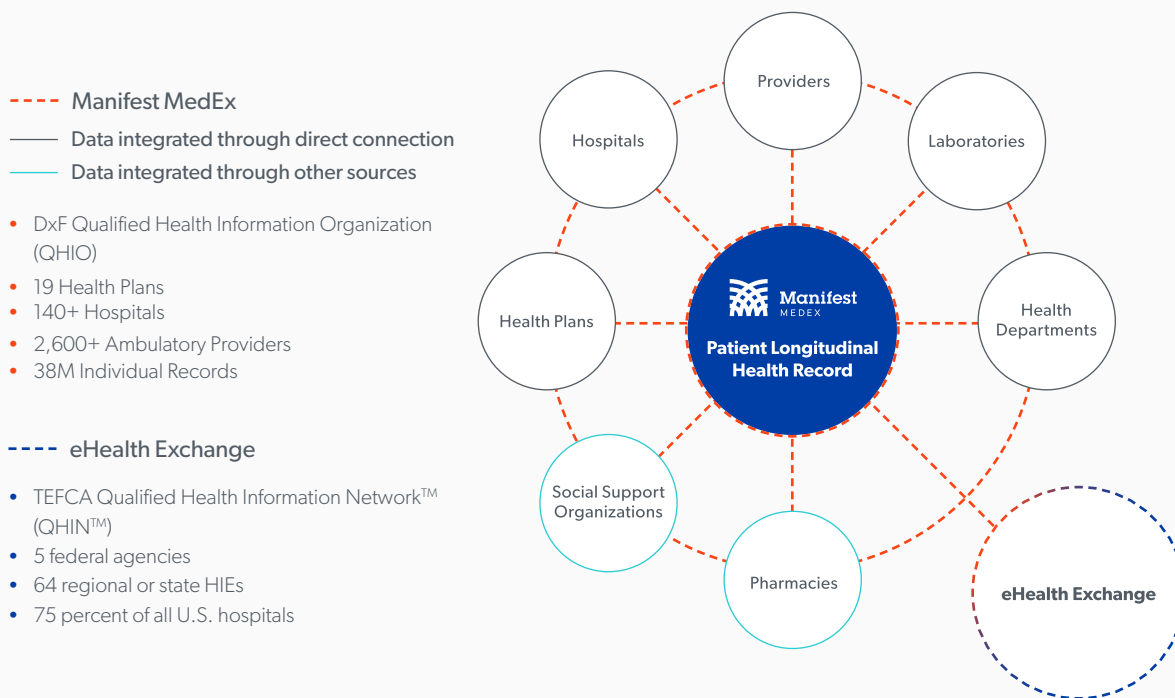 Manifest MedEx
Data integrated through direct connection
Data integrated through other sources
• DxF Qualified Health Information Organization
(QHIO)
• 19 Health Plans
• 140+ Hospitals
• 2,600+ Ambulatory Providers
• 38M Individual Records
eHealth Exchange
• TEFCA Qualified Health Information Network™
(QHIN™)
• 5 federal agencies
• 64 regional or state HIEs
• 75 percent of all U.S. hospitals
Providers
Hospitals
Laboratories
Health Plans
Manifest
MEDEX
Patient Longitudinal
Health Record
Health
Departments
Social Support
Organizations
Pharmacies
eHealth Exchange